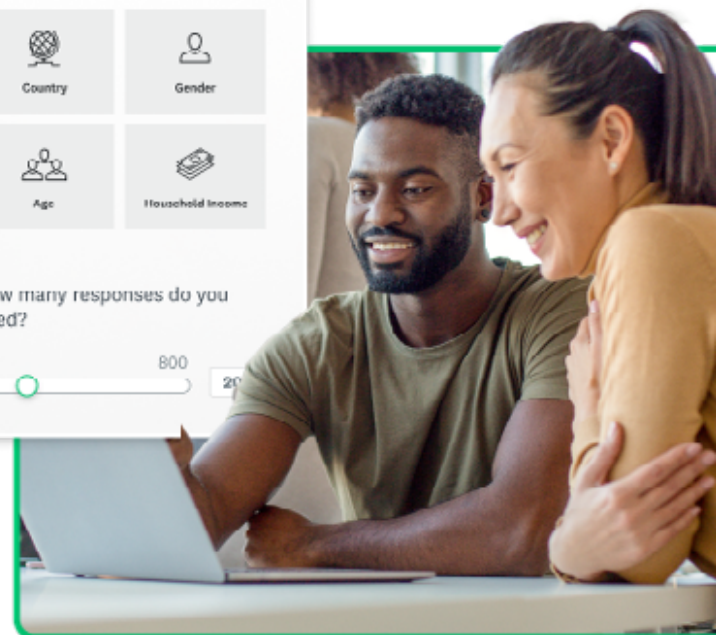 Country
Gender
Age
Household Income
w many responses do you
ed?
800
20